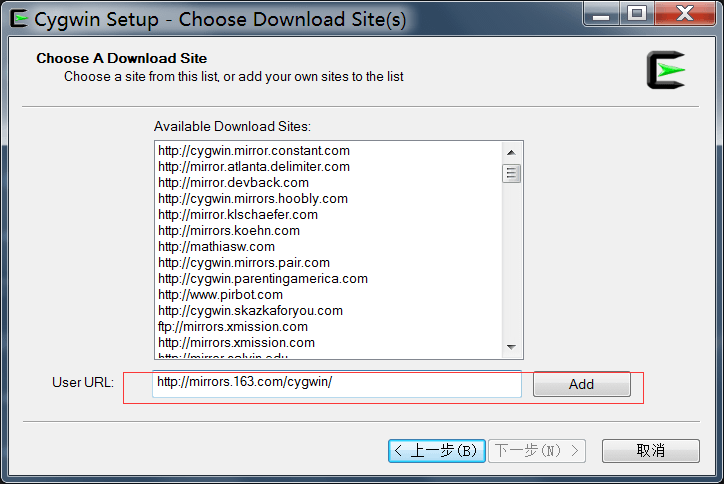 Cygwin Setup - Choose Download Site(s)
Choose A Download Site
Choose a site from this list, or add your own sites to the list
Available Download Sites:
http://cygwin.mirror.constant.com
http://mirror.atlanta.delimiter.com
http://mirror.devback.com
http://cygwin.mirrors.hoobly.com
http://mirror.klschaefer.com
http://mirrors.koehn.com
http://mathiasw.com
http://cygwin.mirrors.pair.com
http://cygwin.parentingamerica.com
http://www.pirbot.com
http://cygwin.skazkaforyou.com
ftp://mirrors.xmission.com
http://mirrors.xmission.com
http://mirror.calvin.edu
User URL: http://mirrors.163.com/cygwin/ Add
< 上一步(B) 下一步(N) > 取消